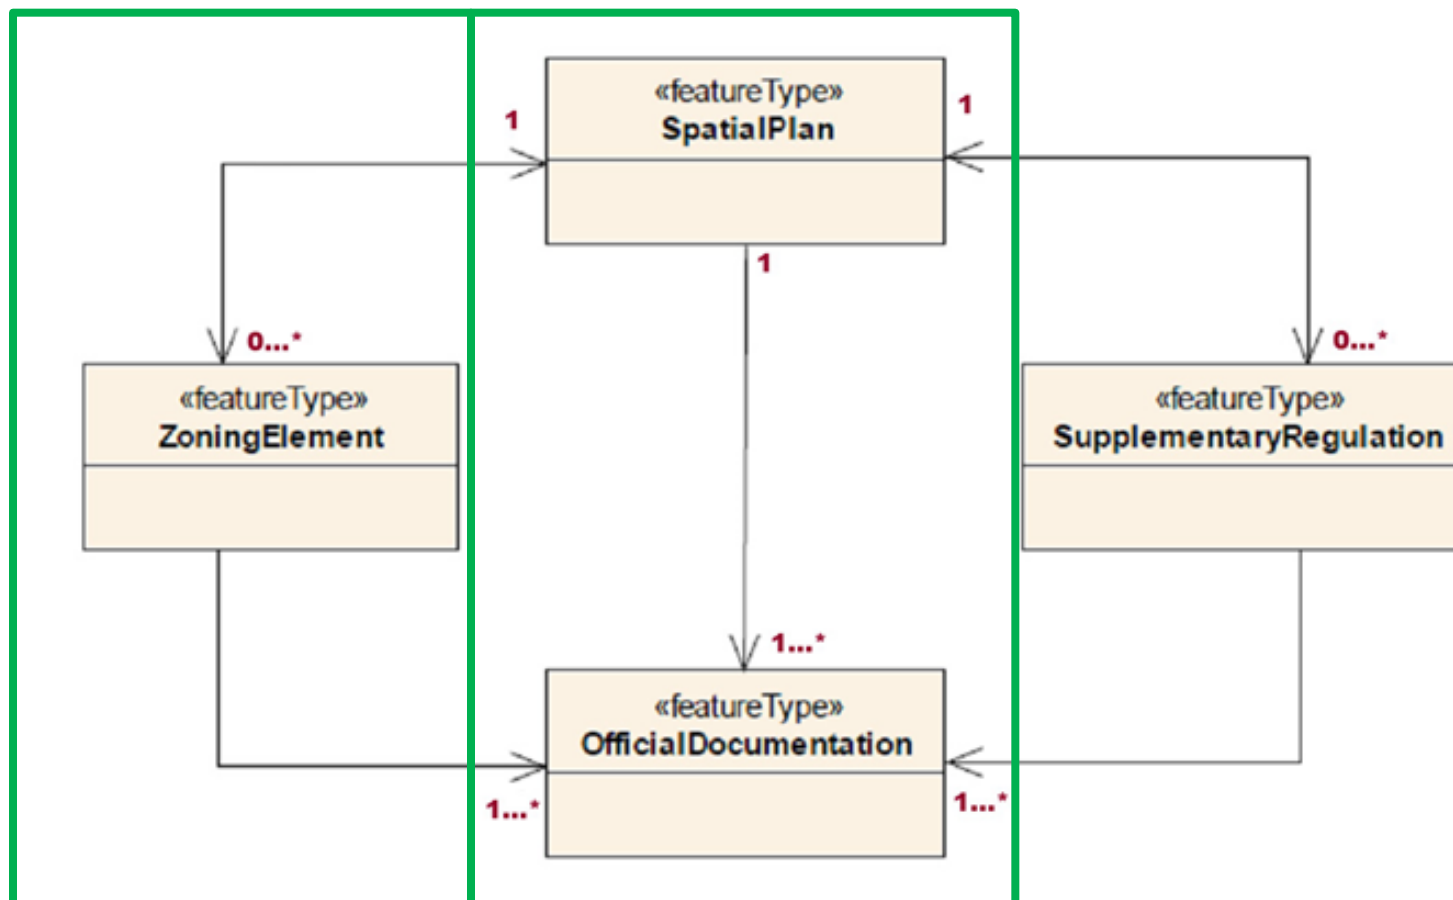 «featureType»
SpatialPlan
1
1
1
0...*
«featureType»
ZoningElement
0...*
«featureType»
SupplementaryRegulation
1...*
«featureType»
OfficialDocumentation
1...*
1...*